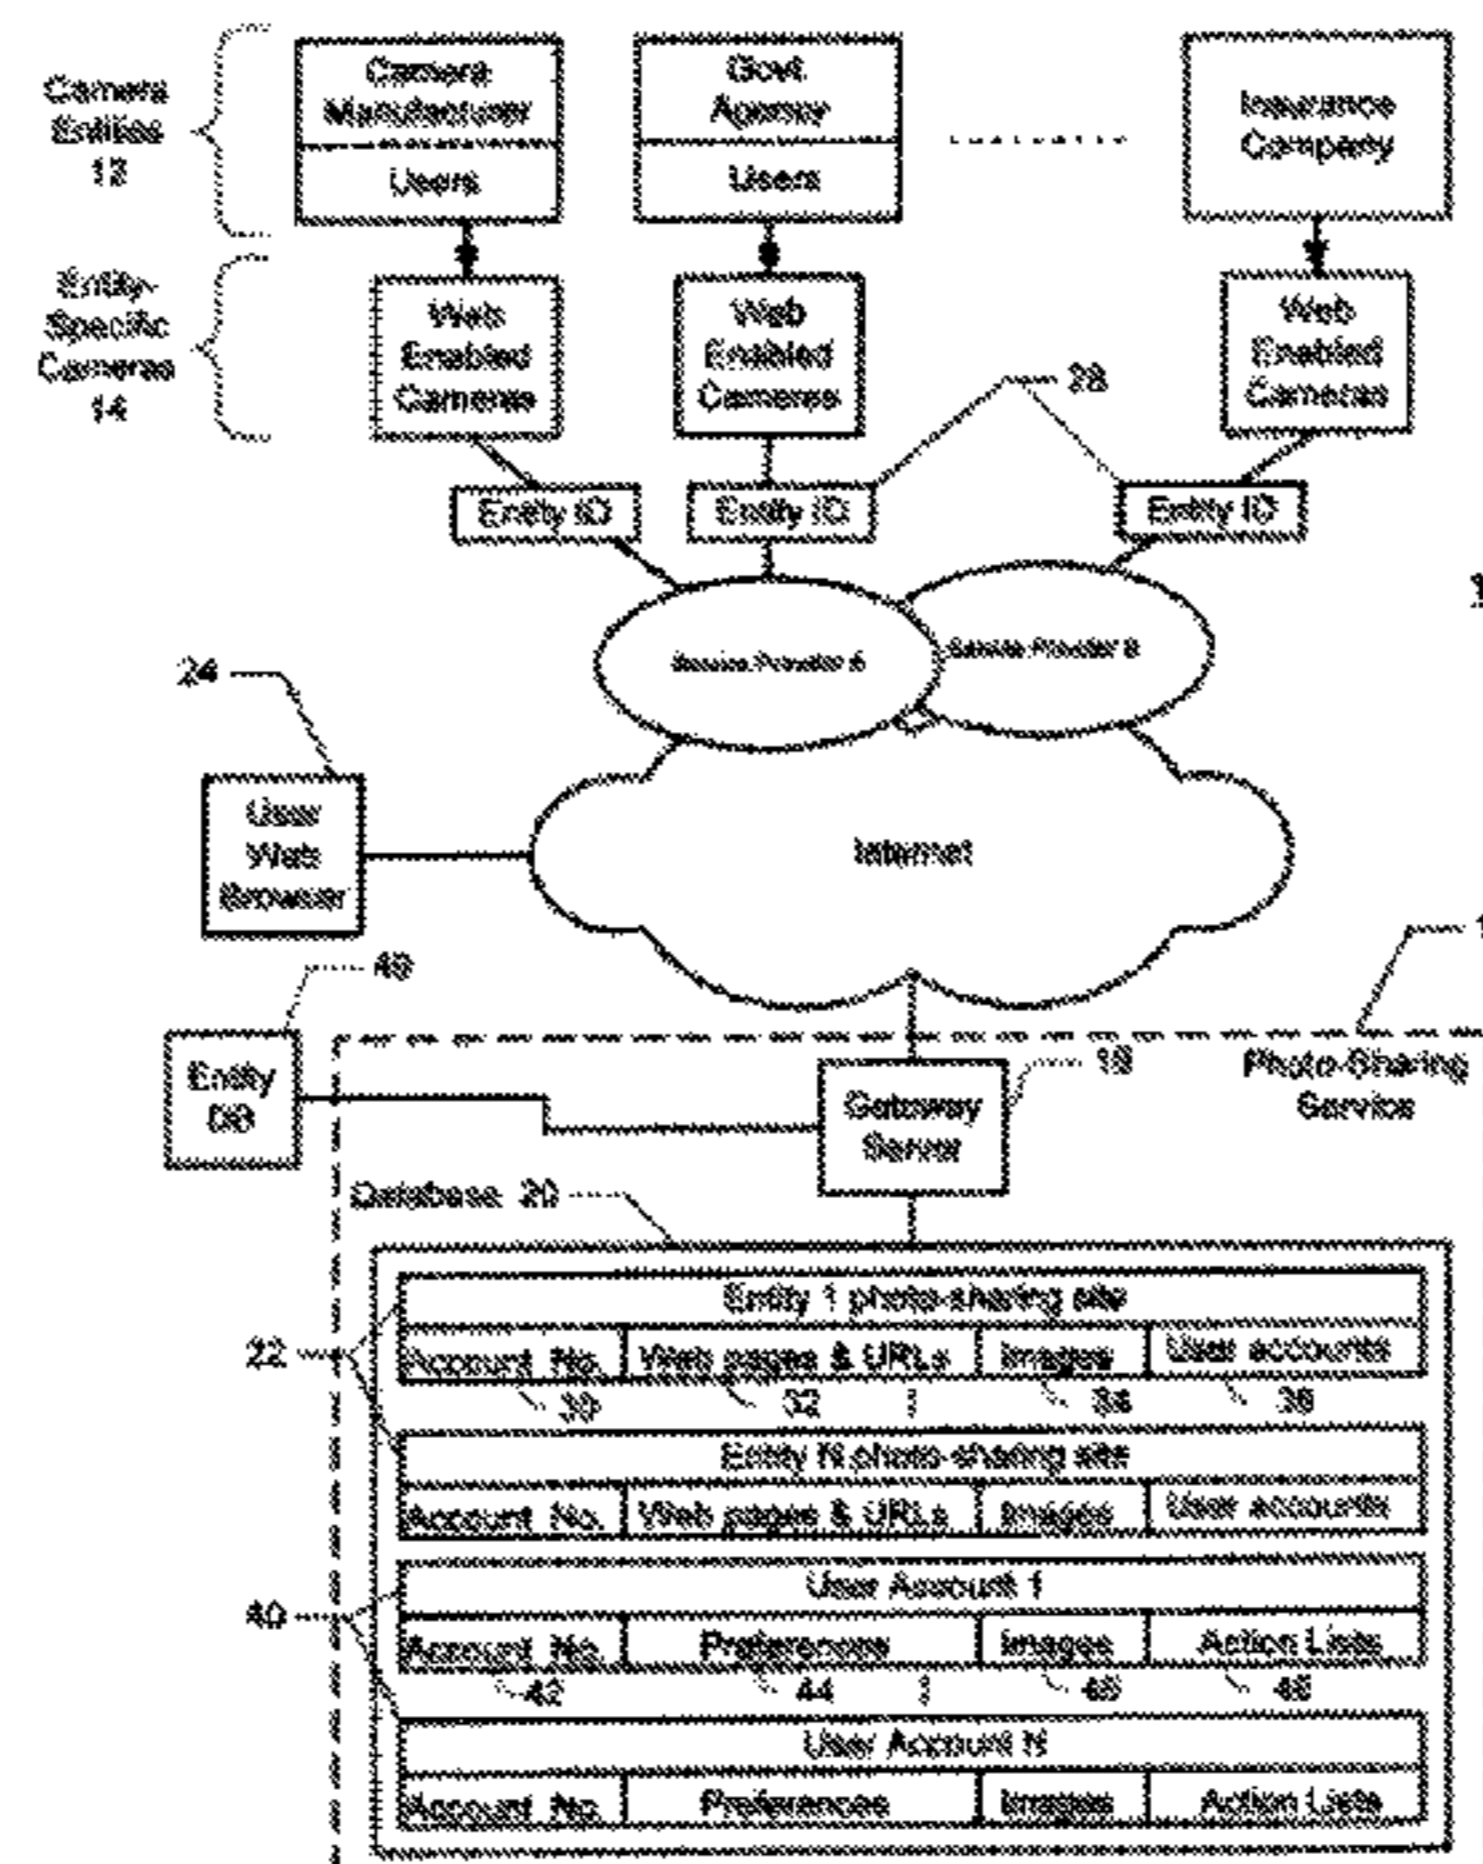 Camera
Entities
12
Camera
Manufacturer
Users
Govt.
Agency
Users
Insurance
Company
Entity-
Specific
Cameras
14
Web
Enabled
Cameras
Web
Enabled
Cameras
Web
Enabled
Cameras
28
Entity ID
Entity ID
Entity ID
Service Provider A
Service Provider B
24
User
Web
Browser
Internet
49
Entity
DB
Gateway
Server
18
Photo-Sharing
Service
Database 20
Entity 1 photo-sharing site
22
Account No. Web pages & URLs Images User accounts
30 32 34 36
Entity N photo-sharing site
Account No. Web pages & URLs Images User accounts
User Account 1
40
Account No. Preferences Images Action Lists
42 44 46 48
User Account N
Account No. Preferences Images Action Lists